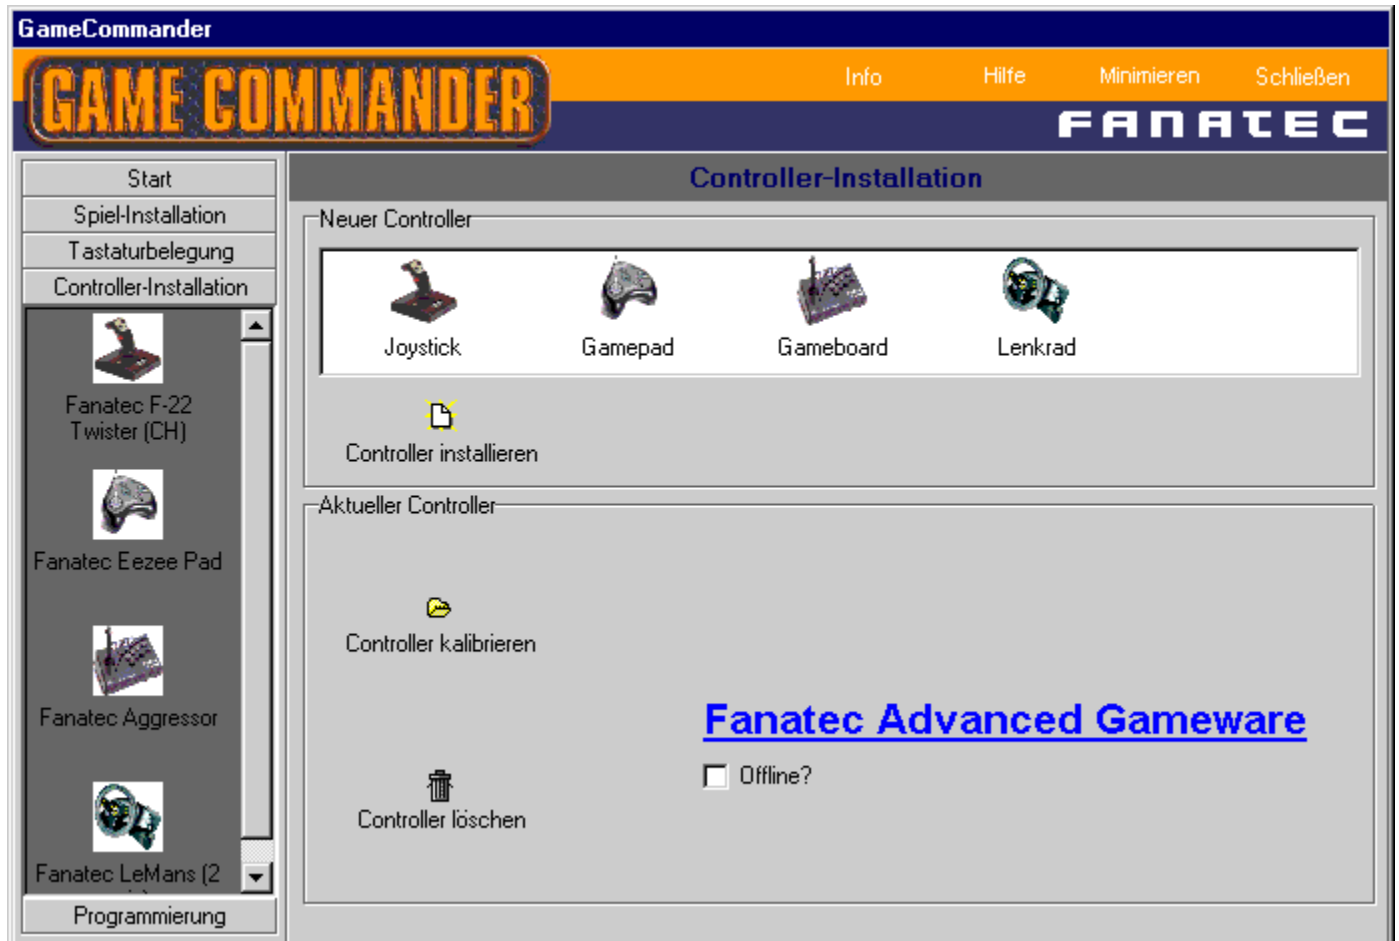 GameCommander
GAME COMMANDER
Info Hilfe Minimieren Schließen
FANATEC
Start
Spiel-Installation
Tastaturbelegung
Controller-Installation
Fanatec F-22
Twister (CH)
Fanatec Eezee Pad
Fanatec Aggressor
Fanatec LeMans (2
Programmierung
Controller-Installation
Neuer Controller
Joystick Gamepad Gameboard Lenkrad
Controller installieren
Aktueller Controller
Controller kalibrieren
Fanatec Advanced Gameware
Offline?
Controller löschen